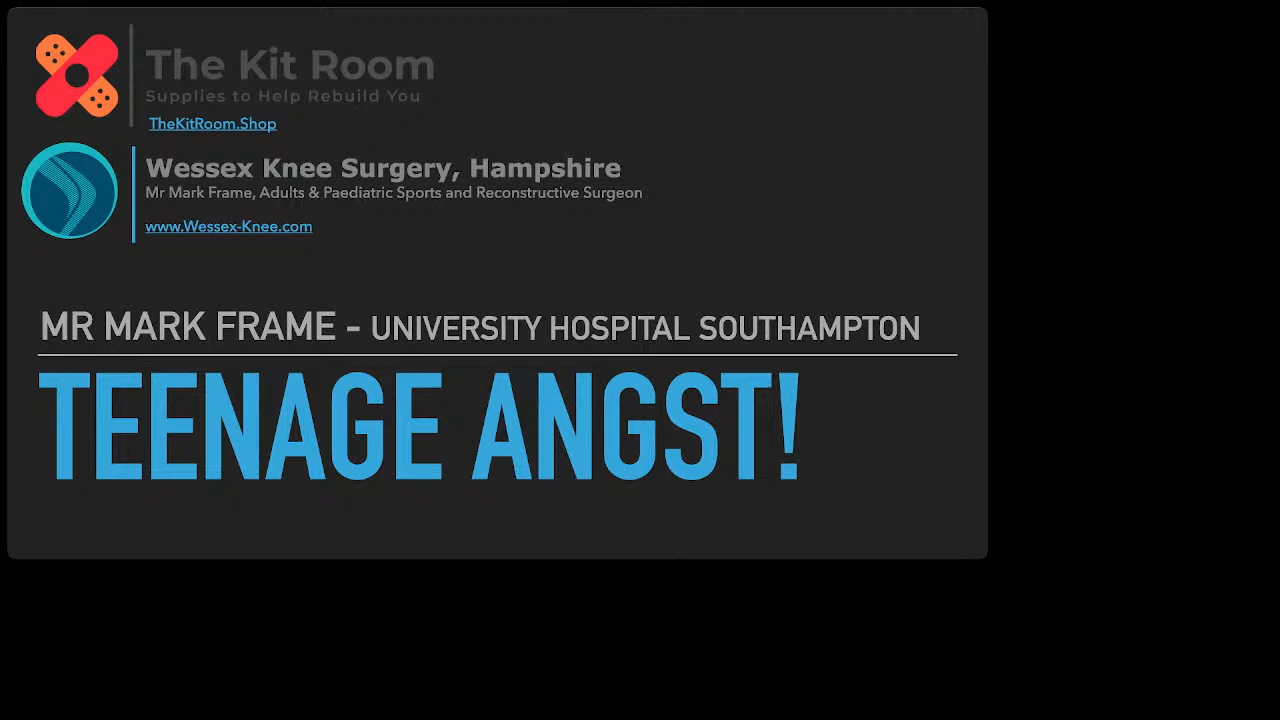 The Kit Room
Supplies to Help Rebuild You
TheKitRoom.Shop
Wessex Knee Surgery, Hampshire
Mr Mark Frame, Adults & Paediatric Sports and Reconstructive Surgeon
www.Wessex-Knee.com
MR MARK FRAME - UNIVERSITY HOSPITAL SOUTHAMPTON
TEENAGE ANGST!